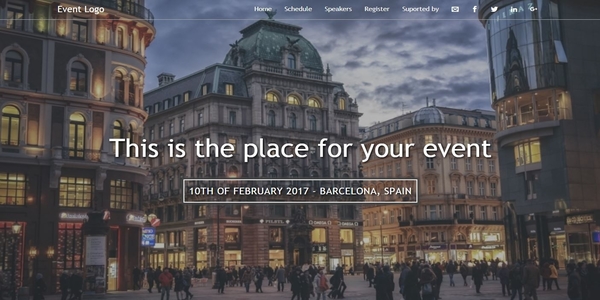 Event Logo
Home Schedule Speakers Register Suported by
This is the place for your event
10TH OF FEBRUARY 2017 - BARCELONA, SPAIN